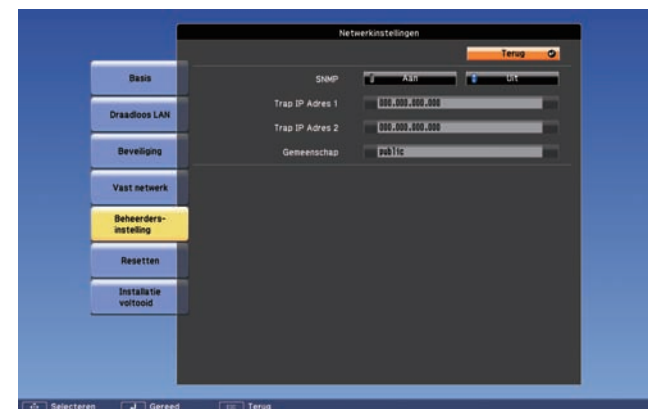 Netwerkinstellingen
Terug
Basis
SNMP Aan Uit
Draadloos LAN
Trap IP Adres 1 000.000.000.000
Trap IP Adres 2 000.000.000.000
Beveiliging
Gemeenschap public
Vast netwerk
Beheerders-
instelling
Resetten
Installatie
voltooid
Selecteren Gereed Terug